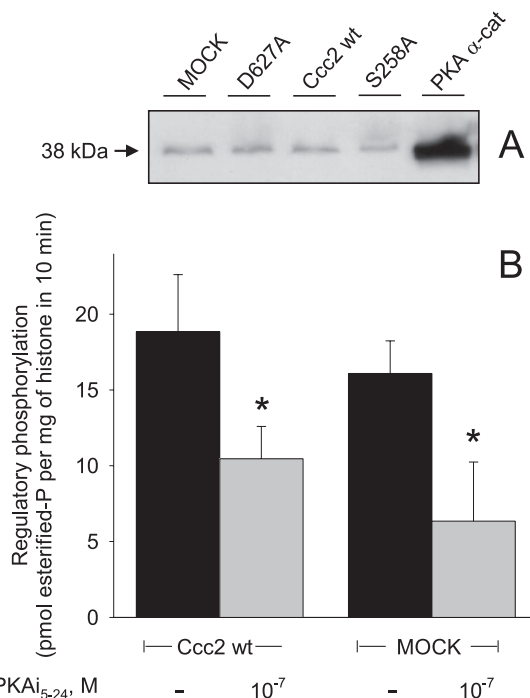 MOCK
D627A
Ccc2 wt
S258A
PKA α-cat
38 kDa
A
B
Regulatory phosphorylation
(pmol esterified-P per mg of histone in 10 min)
20
15
10
5
0
*
*
Ccc2 wt
MOCK
PKAi5-24, M - 10-7 - 10-7